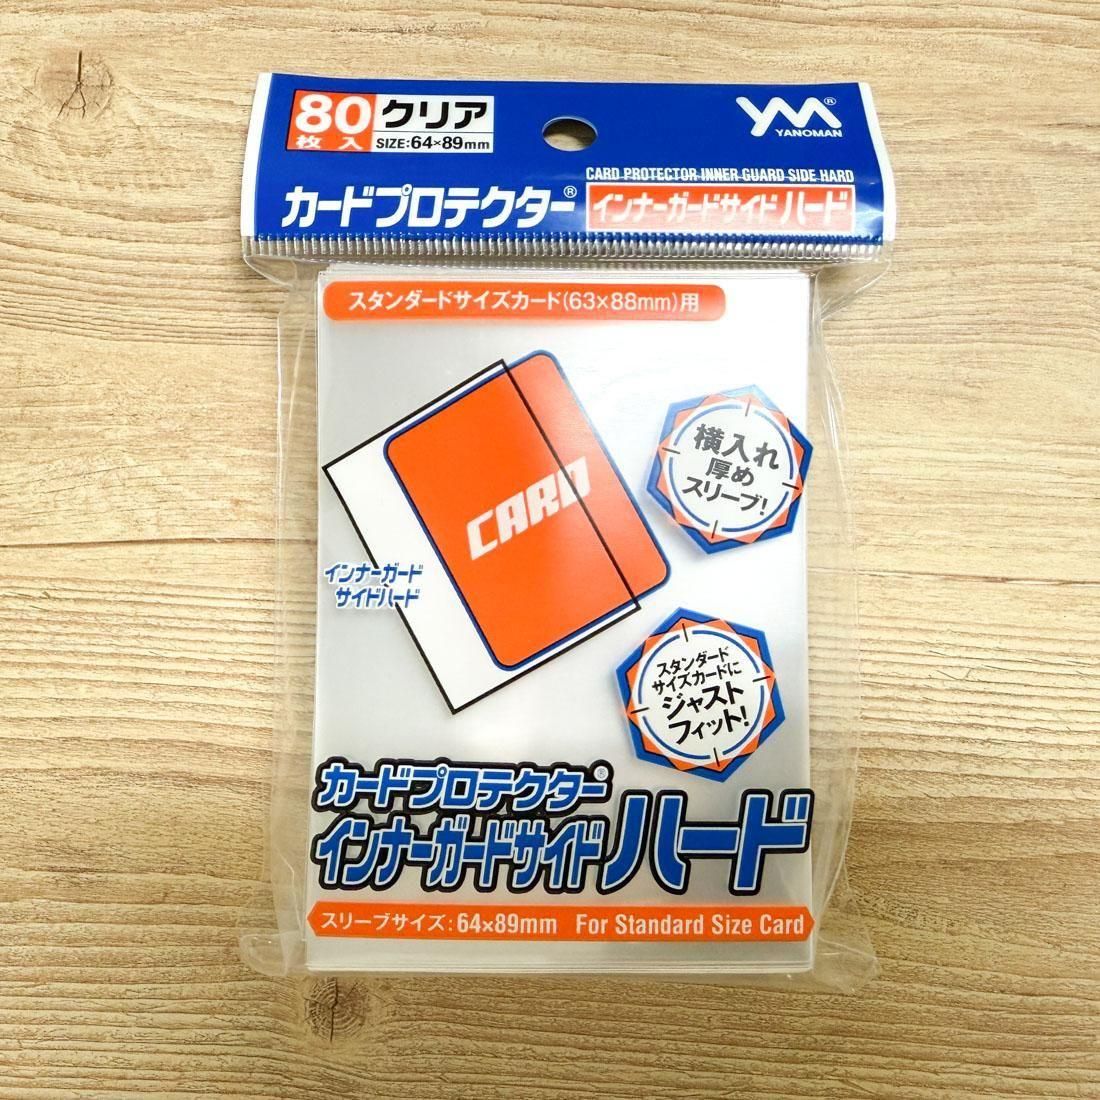 80
枚入
クリア
SIZE:64×89mm
YM®
YANOMAN
CARD PROTECTOR INNER GUARD SIDE HARD
カードプロテクター®
インナーガードサイドハード
スタンダードサイズカード(63×88mm)用
CARD
横入れ
厚め
スリーブ!
インナーガード
サイドハード
スタンダード
サイズカードに
ジャスト
フィット!
カードプロテクター®
インナーガードサイドハード
スリーブサイズ:64×89mm For Standard Size Card